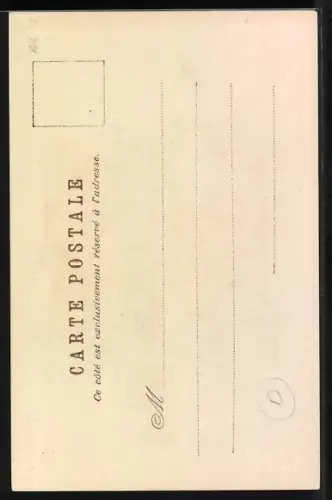 CARTE POSTALE
Ce côté est exclusivement réservé à l'adresse.
M